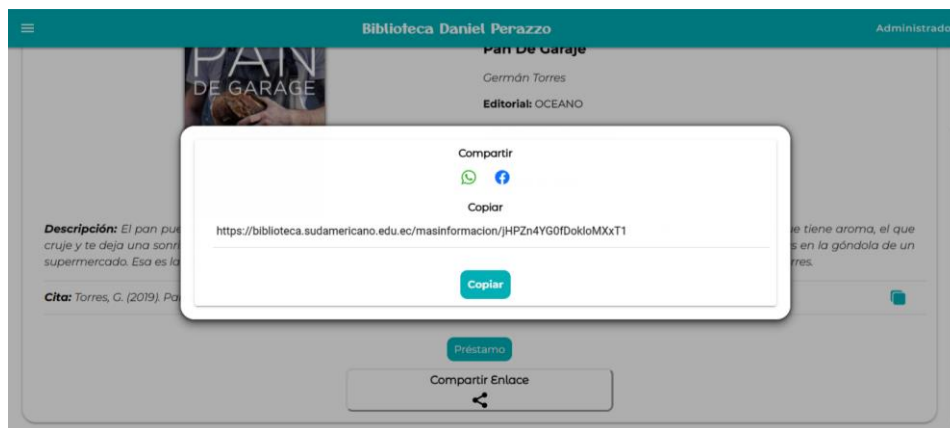 Biblioteca Daniel Perazzo
Administrado
PAN
DE GARAGE
Pan De Garaje
Germán Torres
Editorial: OCEANO
Compartir
Copiar
https://biblioteca.sudamericano.edu.ec/masinformacion/jHPZn4YG0fDokloMXxT1
Copiar
Descripción: El pan pue
e tiene aroma, el que
cruje y te deja una sonri
s en la góndola de un
supermercado. Esa es la
rres.
Cita: Torres, G. (2019). Pa
Préstamo
Compartir Enlace